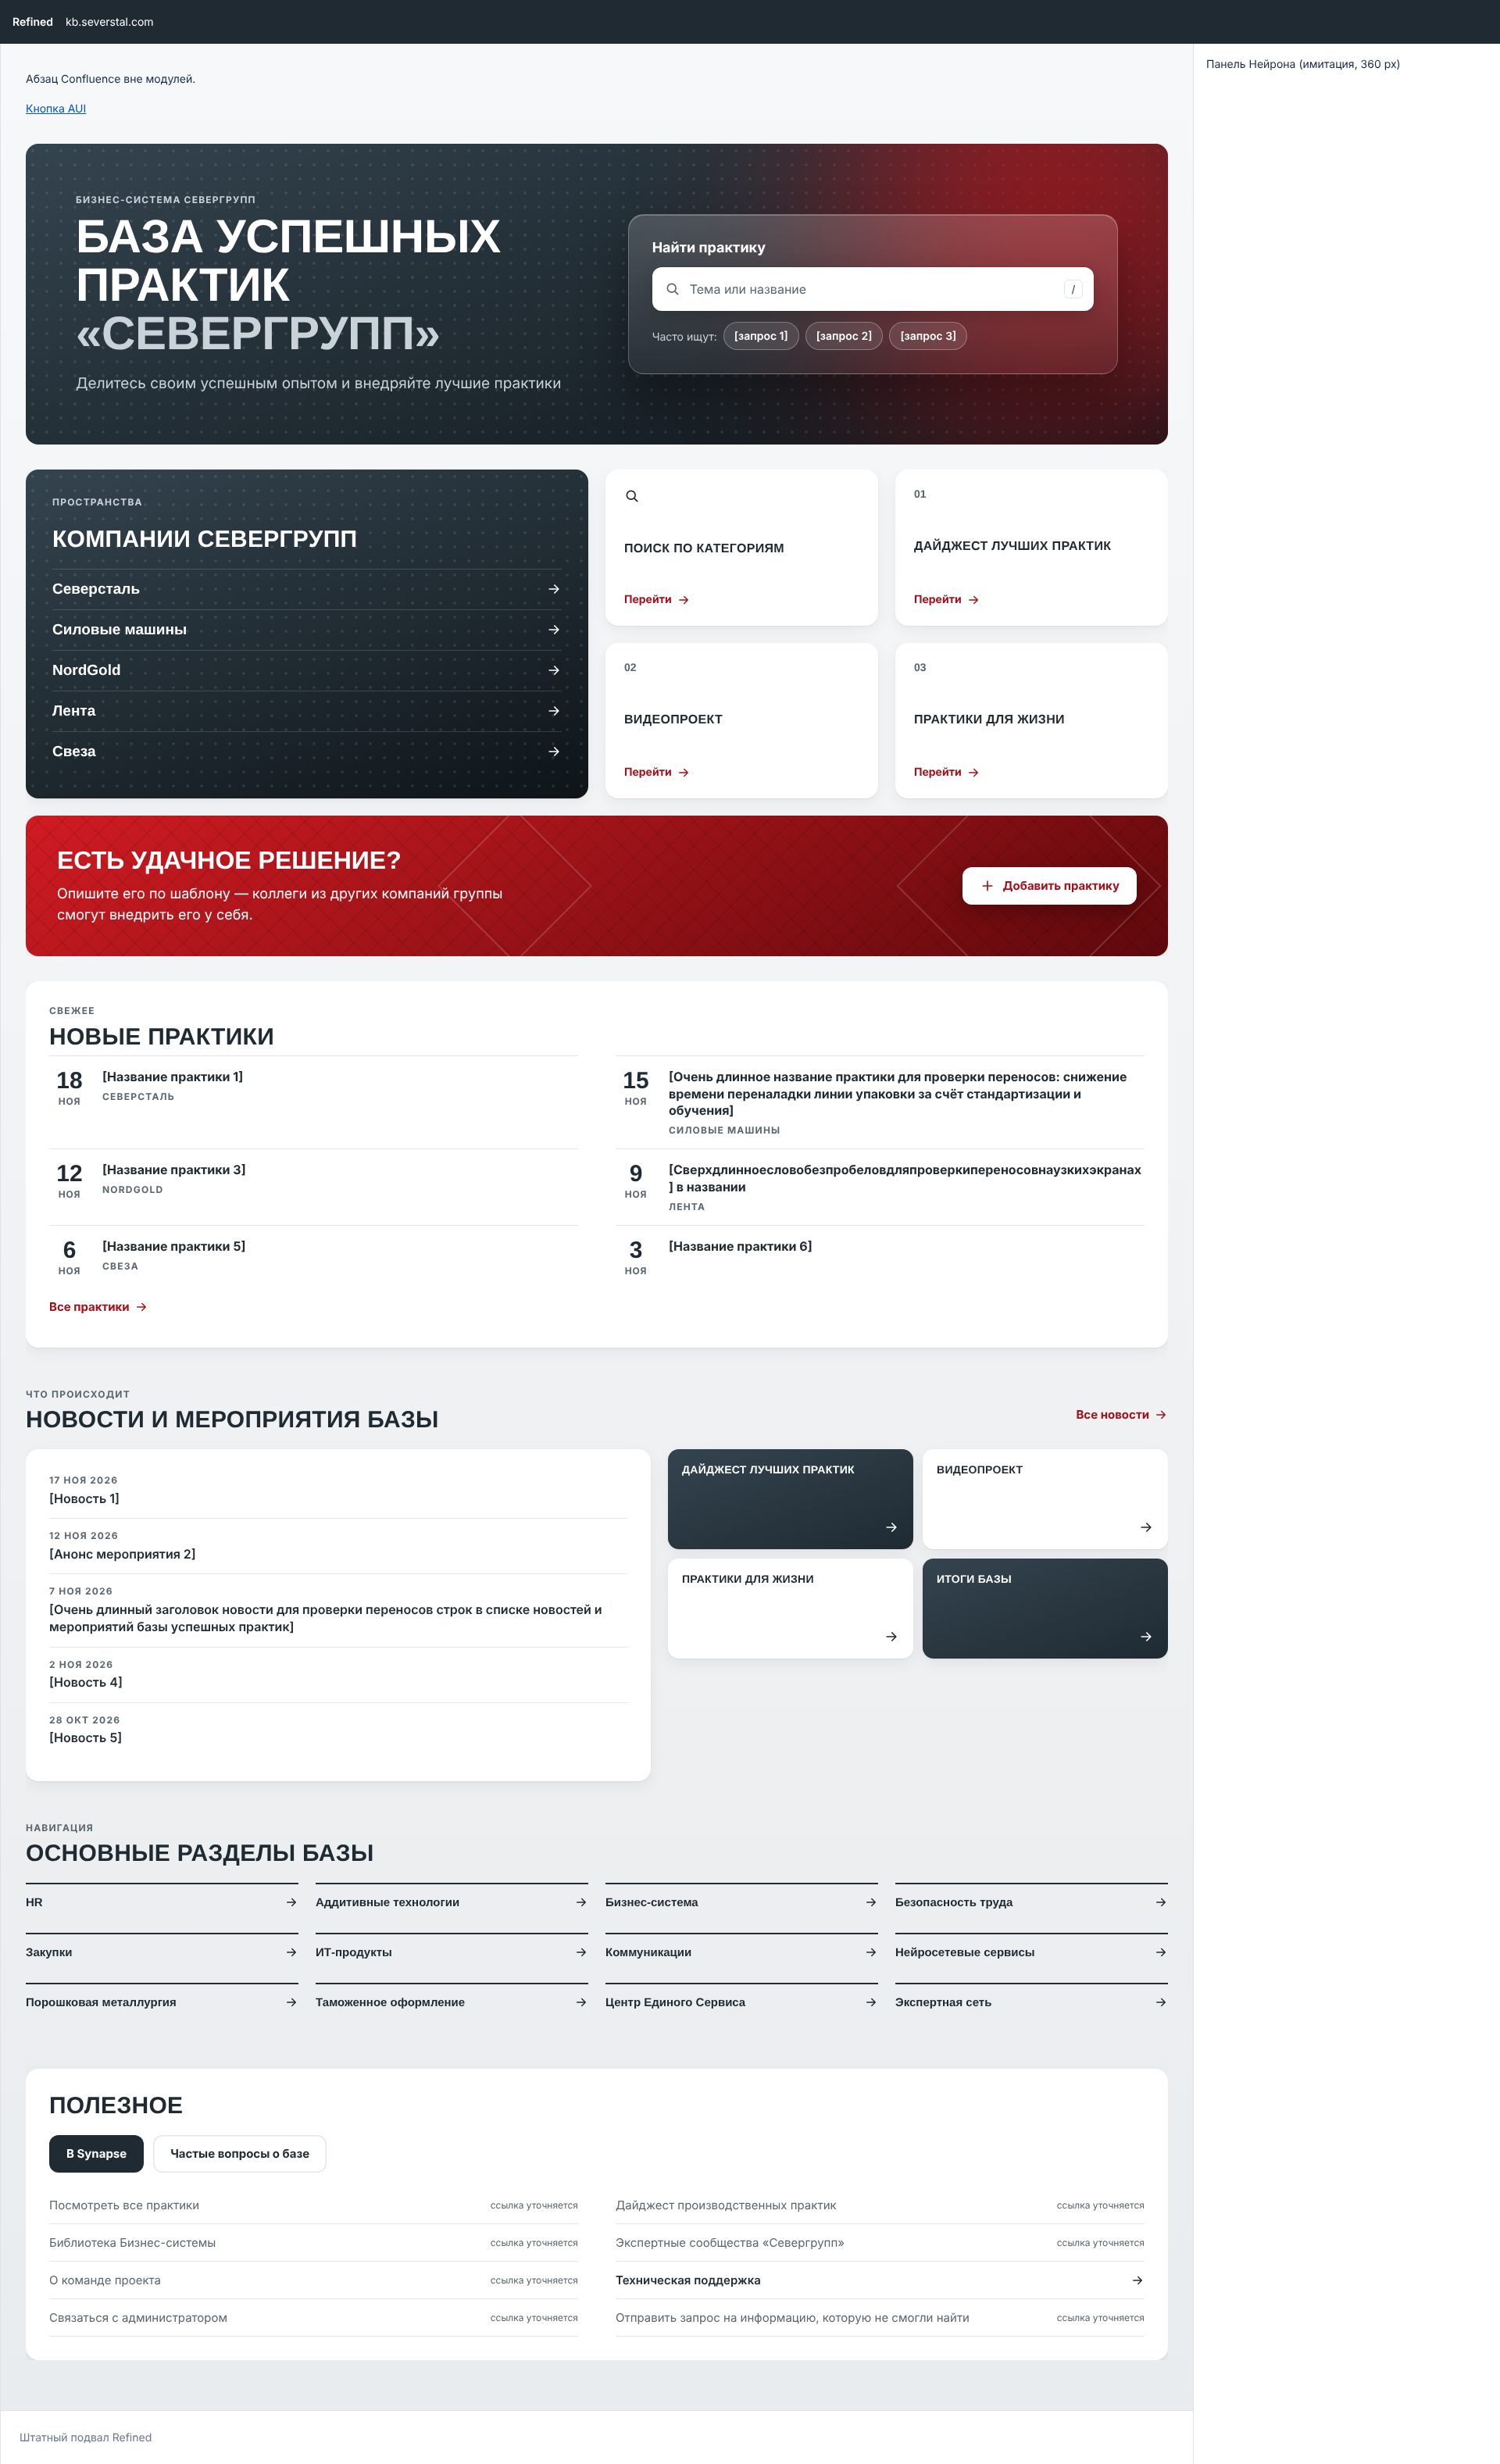 Refined kb.severstal.com
Панель Нейрона (имитация, 360 px)
Абзац Confluence вне модулей.
Кнопка AUI
БИЗНЕС-СИСТЕМА СЕВЕРГРУПП
БАЗА УСПЕШНЫХ
ПРАКТИК
«СЕВЕРГРУПП»
Делитесь своим успешным опытом и внедряйте лучшие практики
Найти практику
Тема или название /
Часто ищут: [запрос 1] [запрос 2] [запрос 3]
ПРОСТРАНСТВА
КОМПАНИИ СЕВЕРГРУПП
Северсталь
Силовые машины
NordGold
Лента
Свеза
ПОИСК ПО КАТЕГОРИЯМ
Перейти
01
ДАЙДЖЕСТ ЛУЧШИХ ПРАКТИК
Перейти
02
ВИДЕОПРОЕКТ
Перейти
03
ПРАКТИКИ ДЛЯ ЖИЗНИ
Перейти
ЕСТЬ УДАЧНОЕ РЕШЕНИЕ?
Опишите его по шаблону — коллеги из других компаний группы
смогут внедрить его у себя.
Добавить практику
СВЕЖЕЕ
НОВЫЕ ПРАКТИКИ
18 НОЯ
[Название практики 1]
СЕВЕРСТАЛЬ
15 НОЯ
[Очень длинное название практики для проверки переносов: снижение
времени переналадки линии упаковки за счёт стандартизации и
обучения]
СИЛОВЫЕ МАШИНЫ
12 НОЯ
[Название практики 3]
NORDGOLD
9 НОЯ
[Сверхдлинноесловобезпробеловдляпроверкипереносовнаузкихэкранах
] в названии
ЛЕНТА
6 НОЯ
[Название практики 5]
СВЕЗА
3 НОЯ
[Название практики 6]
Все практики
ЧТО ПРОИСХОДИТ
НОВОСТИ И МЕРОПРИЯТИЯ БАЗЫ
Все новости
17 НОЯ 2026
[Новость 1]
12 НОЯ 2026
[Анонс мероприятия 2]
7 НОЯ 2026
[Очень длинный заголовок новости для проверки переносов строк в списке новостей и
мероприятий базы успешных практик]
2 НОЯ 2026
[Новость 4]
28 ОКТ 2026
[Новость 5]
ДАЙДЖЕСТ ЛУЧШИХ ПРАКТИК
ВИДЕОПРОЕКТ
ПРАКТИКИ ДЛЯ ЖИЗНИ
ИТОГИ БАЗЫ
НАВИГАЦИЯ
ОСНОВНЫЕ РАЗДЕЛЫ БАЗЫ
HR
Аддитивные технологии
Бизнес-система
Безопасность труда
Закупки
ИТ-продукты
Коммуникации
Нейросетевые сервисы
Порошковая металлургия
Таможенное оформление
Центр Единого Сервиса
Экспертная сеть
ПОЛЕЗНОЕ
В Synapse
Частые вопросы о базе
Посмотреть все практики ссылка уточняется
Дайджест производственных практик ссылка уточняется
Библиотека Бизнес-системы ссылка уточняется
Экспертные сообщества «Севергрупп» ссылка уточняется
О команде проекта ссылка уточняется
Техническая поддержка
Связаться с администратором ссылка уточняется
Отправить запрос на информацию, которую не смогли найти ссылка уточняется
Штатный подвал Refined